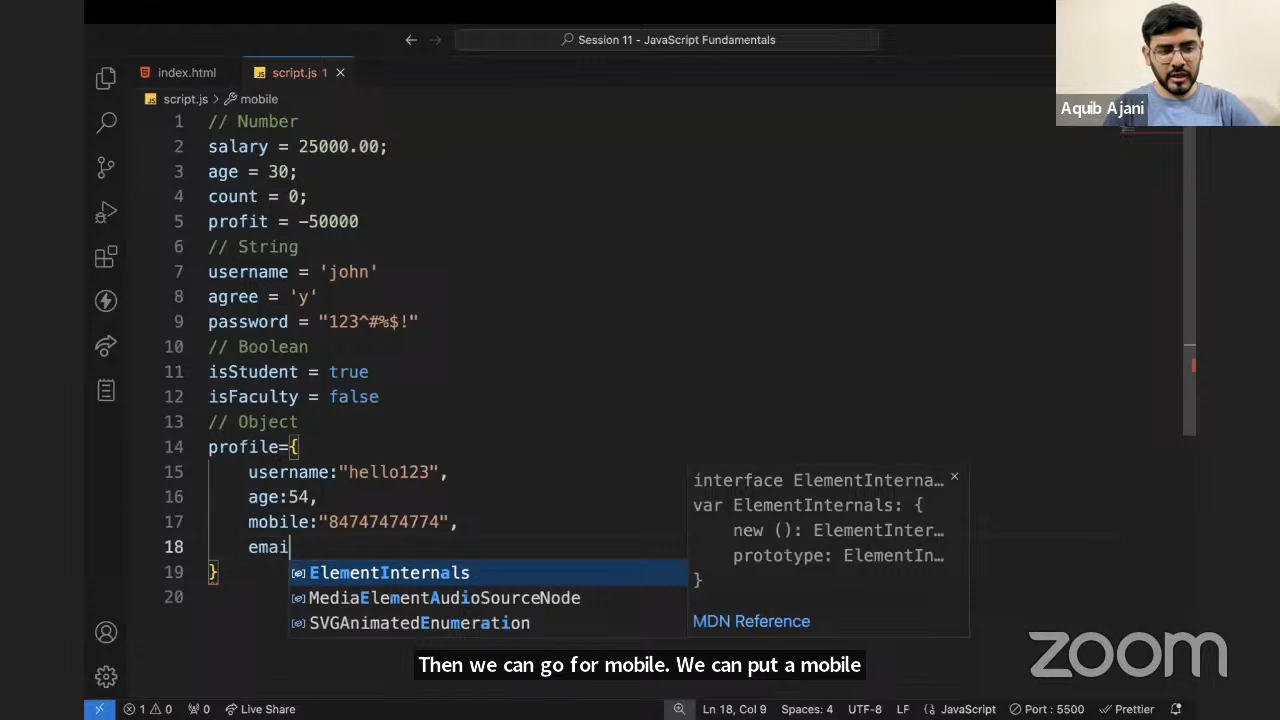 Session 11 - JavaScript Fundamentals
Aquib Ajani
index.html
JS script.js 1
JS script.js > mobile
1 // Number
2 salary = 25000.00;
3 age = 30;
4 count = 0;
5 profit = -50000
6 // String
7 username = 'john'
8 agree = 'y'
9 password = "123^#%$!"
10 // Boolean
11 isStudent = true
12 isFaculty = false
13 // Object
14 profile={
15 username:"hello123",
16 age:54,
17 mobile:"84747474774",
18 emai
19 }
20
ElementInternals
MediaElementAudioSourceNode
SVGAnimatedEnumeration
interface ElementInterna…
var ElementInternals: {
new (): ElementInter…
prototype: ElementIn…
}
MDN Reference
Then we can go for mobile. We can put a mobile
zoom
1 0 0 Live Share Ln 18, Col 9 Spaces: 4 UTF-8 LF {} JavaScript Port : 5500 Prettier